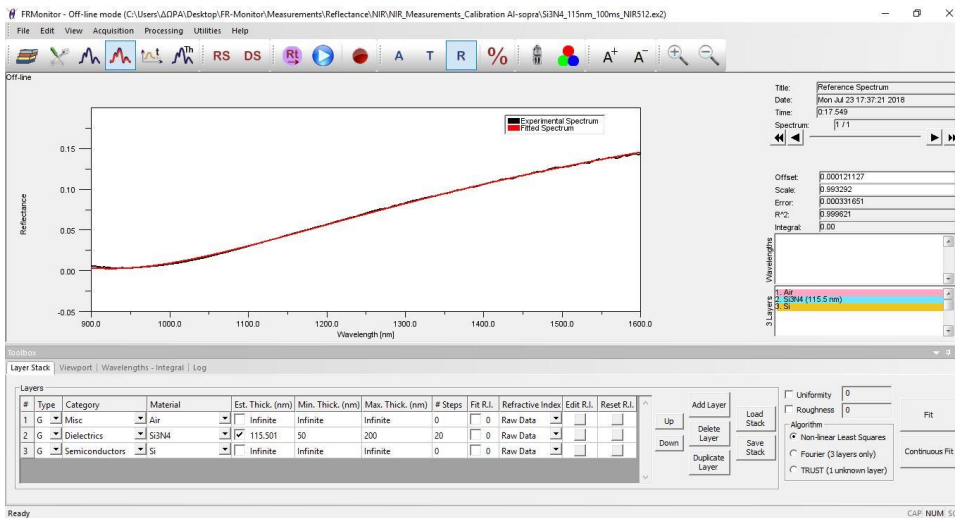 FRMonitor - Off-line mode (C:\Users\ΔΩΡΑ\Desktop\FR-Monitor\Measurements\Reflectance\NIR\NIR_Measurements_Calibration Al-sopra\Si3N4_115nm_100ms_NIR512.ex2)
File Edit View Acquisition Processing Utilities Help
RS DS Rt A T R % A+ A-
Off-line
Experimental Spectrum
Fitted Spectrum
0.15
0.10
0.05
0.00
-0.05
Reflectance
900.0 1000.0 1100.0 1200.0 1300.0 1400.0 1500.0 1600.0
Wavelength [nm]
Title: Reference Spectrum
Date: Mon Jul 23 17:37:21 2018
Time: 0:17.549
Spectrum: 1 / 1
Offset: 0.000121127
Scale: 0.993292
Error: 0.000331651
R^2: 0.999621
Integral: 0.00
Wavelengths
3 Layers
1. Air
2. Si3N4 (115.5 nm)
3. Si
Toolbox
Layer Stack Viewport Wavelengths - Integral Log
Layers
# Type Category Material Est. Thick. (nm) Min. Thick. (nm) Max. Thick. (nm) # Steps Fit R.I. Refractive Index Edit R.I. Reset R.I.
1 G Misc Air Infinite Infinite Infinite 0 0 Raw Data
2 G Dielectrics Si3N4 115.501 50 200 20 0 Raw Data
3 G Semiconductors Si Infinite Infinite Infinite 0 0 Raw Data
Up
Down
Add Layer
Delete Layer
Duplicate Layer
Load Stack
Save Stack
Uniformity 0
Roughness 0
Algorithm
Non-linear Least Squares
Fourier (3 layers only)
TRUST (1 unknown layer)
Fit
Continuous Fit
Ready
CAP NUM SC